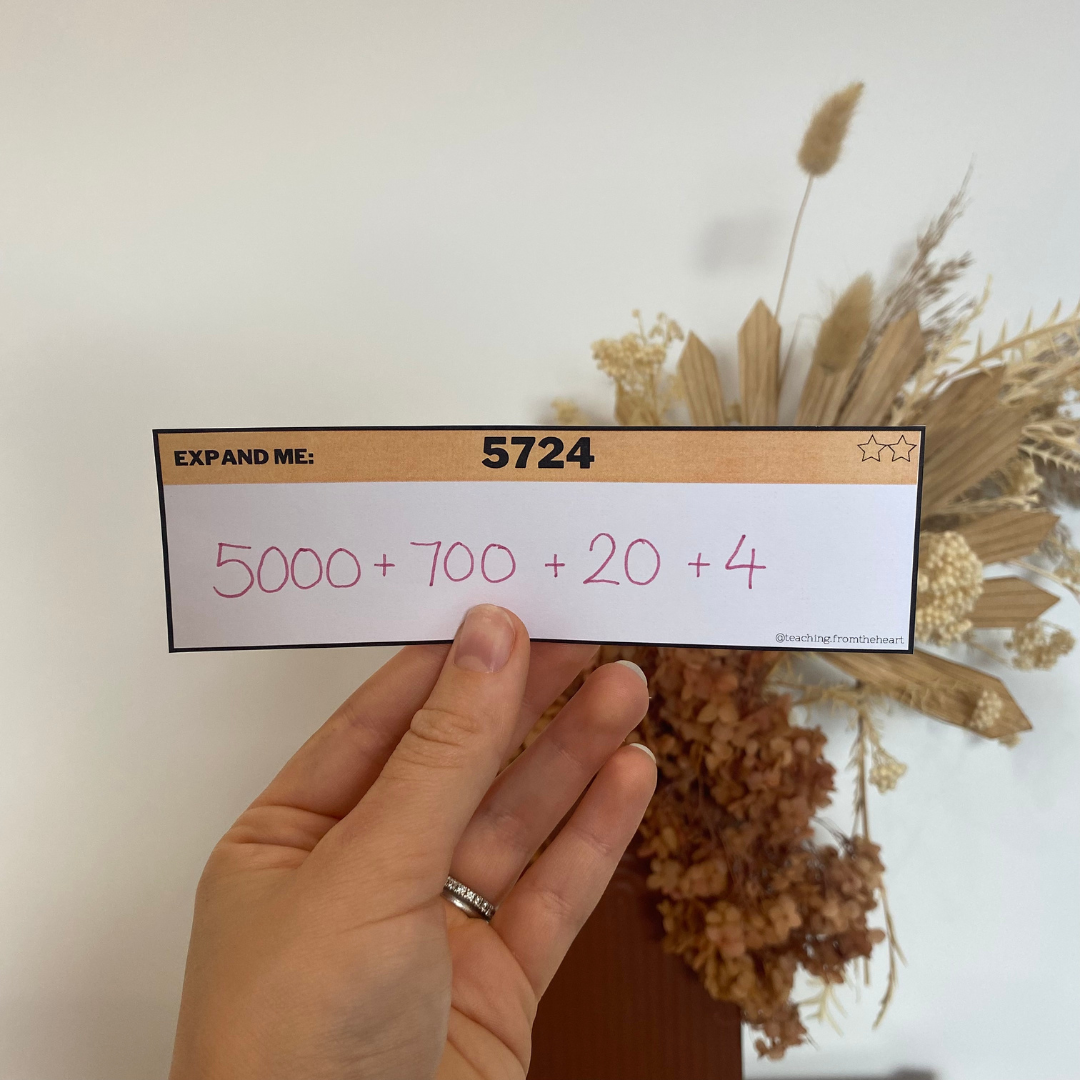 EXPAND ME: 5724
5000 + 700 + 20 + 4
@teaching.fromtheheart